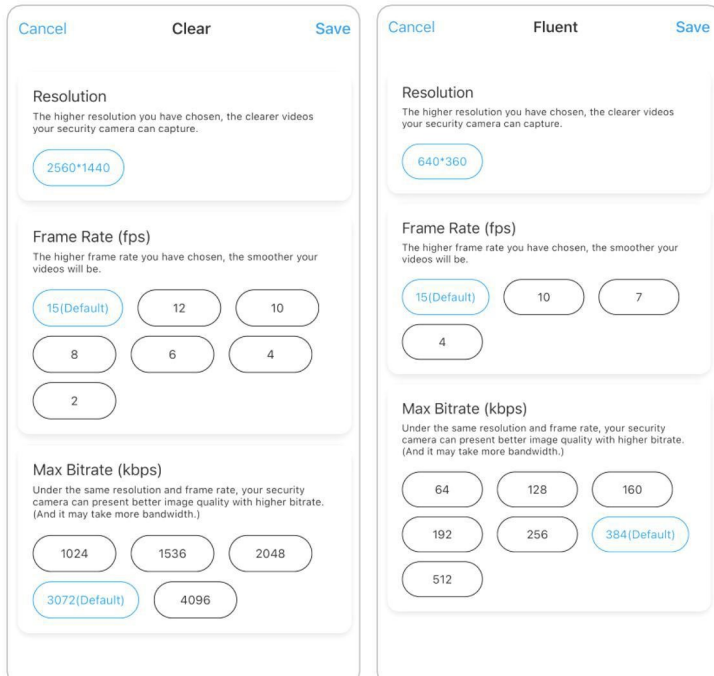 Cancel Clear Save
Resolution
The higher resolution you have chosen, the clearer videos
your security camera can capture.
2560*1440
Frame Rate (fps)
The higher frame rate you have chosen, the smoother your
videos will be.
15(Default) 12 10
8 6 4
2
Max Bitrate (kbps)
Under the same resolution and frame rate, your security
camera can present better image quality with higher bitrate.
(And it may take more bandwidth.)
1024 1536 2048
3072(Default) 4096
Cancel Fluent Save
Resolution
The higher resolution you have chosen, the clearer videos
your security camera can capture.
640*360
Frame Rate (fps)
The higher frame rate you have chosen, the smoother your
videos will be.
15(Default) 10 7
4
Max Bitrate (kbps)
Under the same resolution and frame rate, your security
camera can present better image quality with higher bitrate.
(And it may take more bandwidth.)
64 128 160
192 256 384(Default)
512